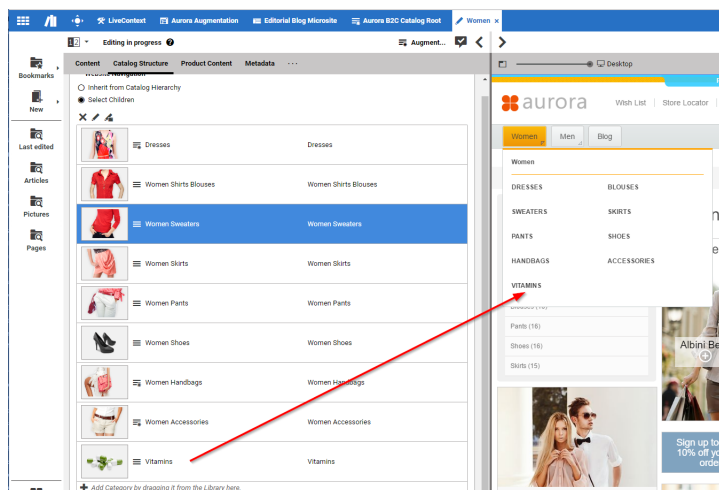 LiveContext
Aurora Augmentation
Editorial Blog Microsite
Aurora B2C Catalog Root
Women ×
1 2
Editing in progress
Augment...
Bookmarks
New
Last edited
Articles
Pictures
Pages
Content
Catalog Structure
Product Content
Metadata
...
Website Navigation
Inherit from Catalog Hierarchy
Select Children
Dresses Dresses
Women Shirts Blouses Women Shirts Blouses
Women Sweaters Women Sweaters
Women Skirts Women Skirts
Women Pants Women Pants
Women Shoes Women Shoes
Women Handbags Women Handbags
Women Accessories Women Accessories
Vitamins Vitamins
Add Category by dragging it from the Library here.
Desktop
aurora
Wish List
Store Locator
Women
Men
Blog
Women
DRESSES BLOUSES
SWEATERS SKIRTS
PANTS SHOES
HANDBAGS ACCESSORIES
VITAMINS
Pants (16)
Shoes (16)
Skirts (15)
Albini Be
Sign up to
10% off yo
orde